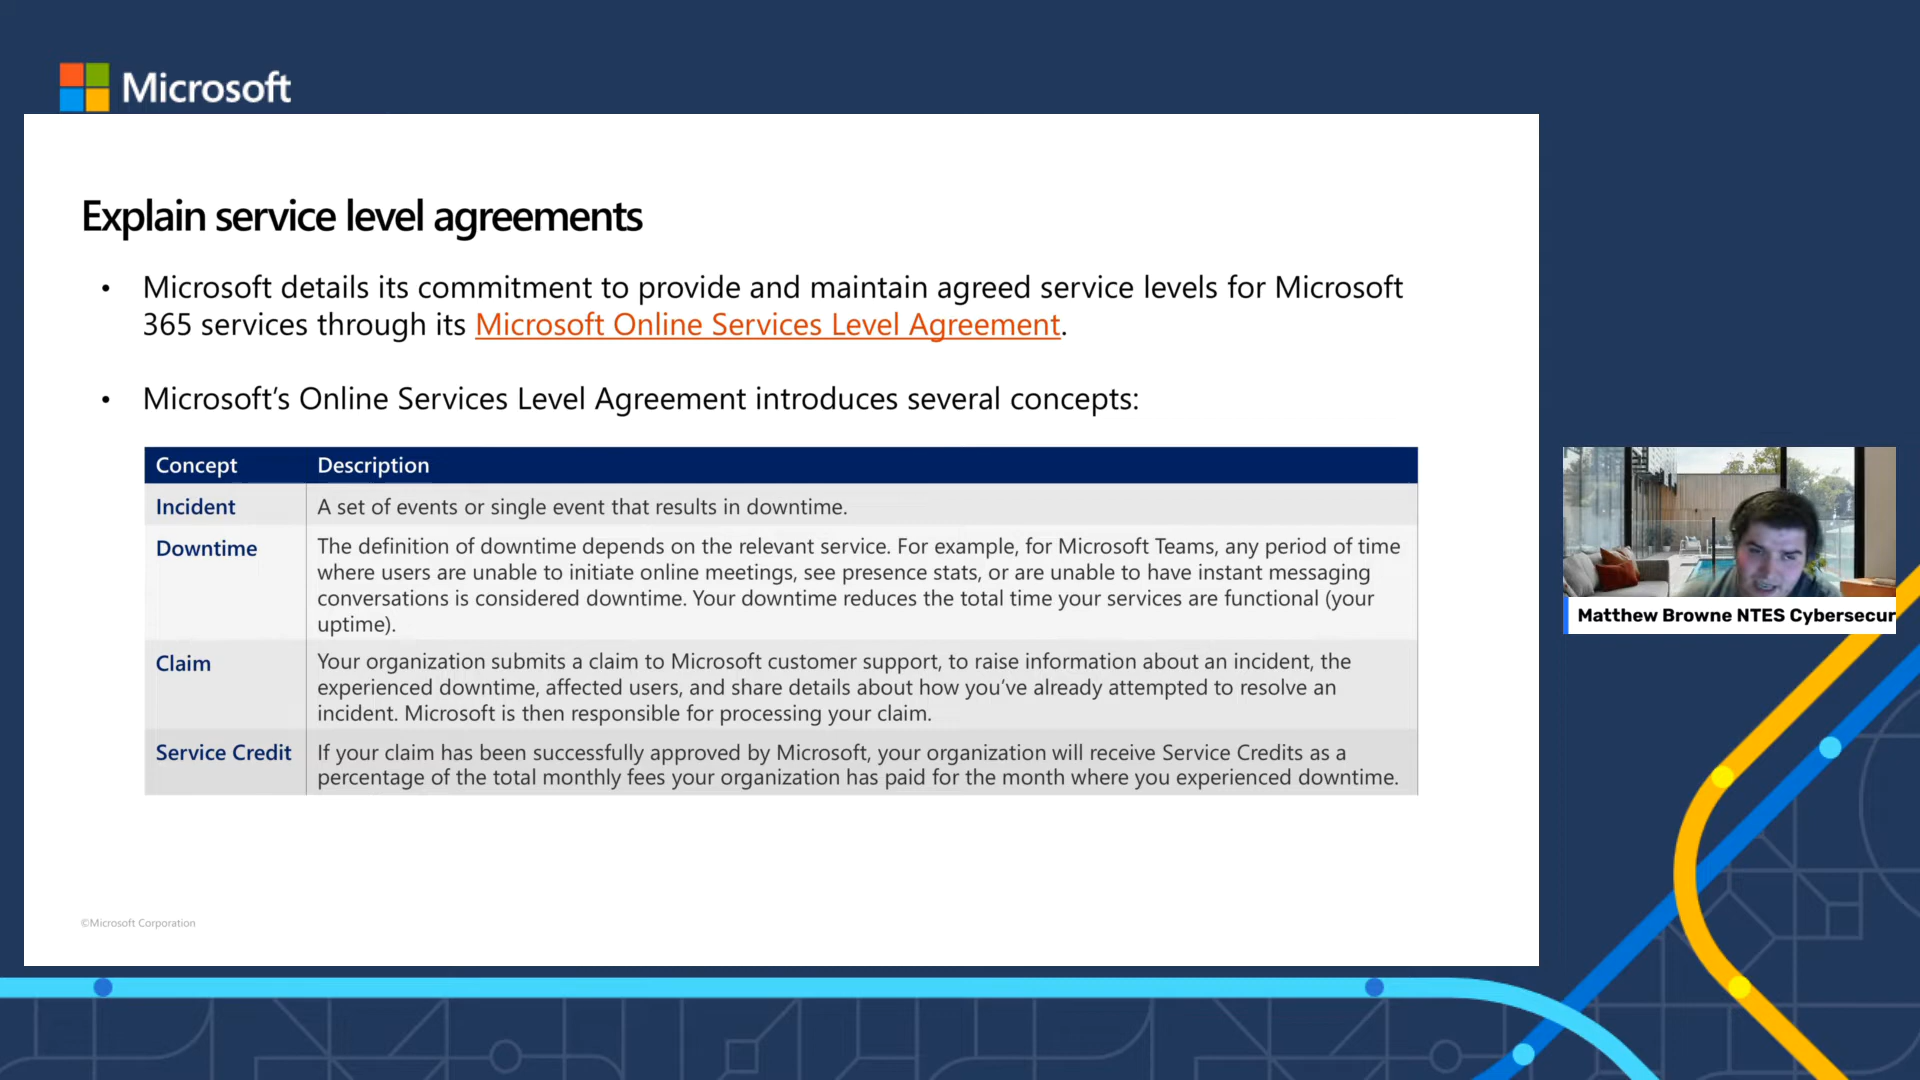 Microsoft
Explain service level agreements
• Microsoft details its commitment to provide and maintain agreed service levels for Microsoft
365 services through its Microsoft Online Services Level Agreement.
• Microsoft’s Online Services Level Agreement introduces several concepts:
Concept Description
Incident A set of events or single event that results in downtime.
Downtime The definition of downtime depends on the relevant service. For example, for Microsoft Teams, any period of time
where users are unable to initiate online meetings, see presence stats, or are unable to have instant messaging
conversations is considered downtime. Your downtime reduces the total time your services are functional (your
uptime).
Claim Your organization submits a claim to Microsoft customer support, to raise information about an incident, the
experienced downtime, affected users, and share details about how you’ve already attempted to resolve an
incident. Microsoft is then responsible for processing your claim.
Service Credit If your claim has been successfully approved by Microsoft, your organization will receive Service Credits as a
percentage of the total monthly fees your organization has paid for the month where you experienced downtime.
Matthew Browne NTES Cybersecur
©Microsoft Corporation